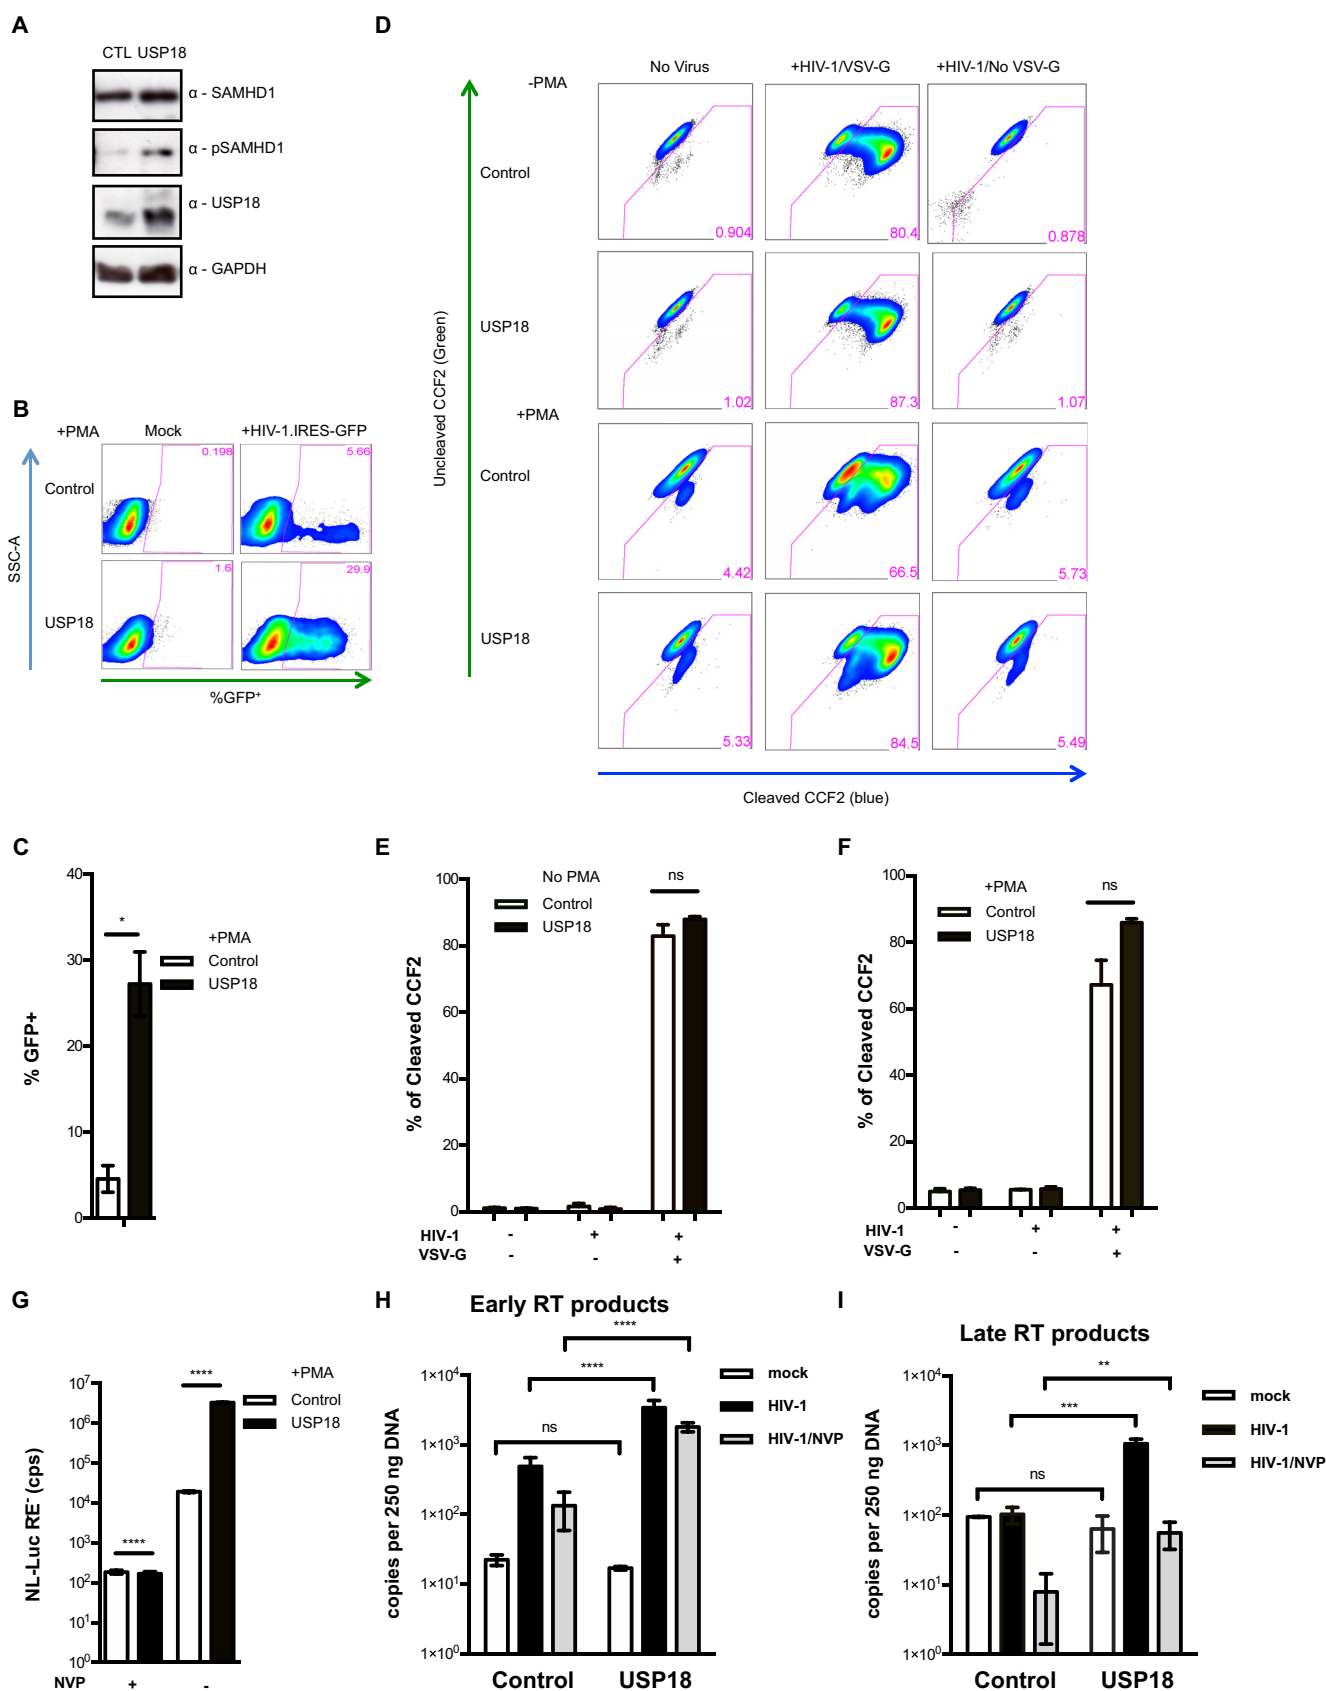 A
CTL USP18
α - SAMHD1
α - pSAMHD1
α - USP18
α - GAPDH
B
+PMA
Mock
+HIV-1.IRES-GFP
Control
0.198
5.66
USP18
1.6
29.9
SSC-A
%GFP⁺
D
-PMA
No Virus
+HIV-1/VSV-G
+HIV-1/No VSV-G
Control
0.904
80.4
0.878
USP18
1.02
87.3
1.07
+PMA
Control
4.42
66.5
5.73
USP18
5.33
84.5
5.49
Uncleaved CCF2 (Green)
Cleaved CCF2 (blue)
C
% GFP+
40
30
20
10
0
*
+PMA
Control
USP18
E
% of Cleaved CCF2
100
80
60
40
20
0
No PMA
Control
USP18
ns
HIV-1 - + +
VSV-G - - +
F
% of Cleaved CCF2
100
80
60
40
20
0
+PMA
Control
USP18
ns
HIV-1 - + +
VSV-G - - +
G
NL-Luc RE⁻ (cps)
10⁷
10⁶
10⁵
10⁴
10³
10²
10¹
10⁰
****
****
+PMA
Control
USP18
NVP + -
H
Early RT products
copies per 250 ng DNA
1×10⁴
1×10³
1×10²
1×10¹
1×10⁰
****
****
ns
mock
HIV-1
HIV-1/NVP
Control USP18
I
Late RT products
copies per 250 ng DNA
1×10⁴
1×10³
1×10²
1×10¹
1×10⁰
**
***
ns
mock
HIV-1
HIV-1/NVP
Control USP18